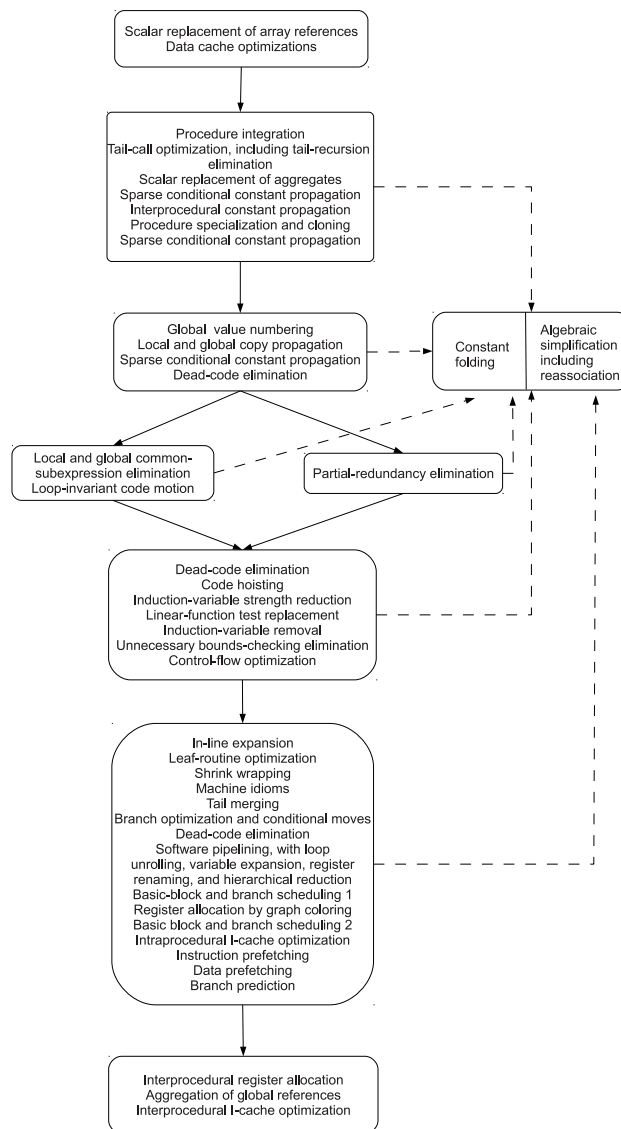 Scalar replacement of array references
Data cache optimizations
Procedure integration
Tail-call optimization, including tail-recursion
elimination
Scalar replacement of aggregates
Sparse conditional constant propagation
Interprocedural constant propagation
Procedure specialization and cloning
Sparse conditional constant propagation
Global value numbering
Local and global copy propagation
Sparse conditional constant propagation
Dead-code elimination
Constant
folding
Algebraic
simplification
including
reassociation
Local and global common-
subexpression elimination
Loop-invariant code motion
Partial-redundancy elimination
Dead-code elimination
Code hoisting
Induction-variable strength reduction
Linear-function test replacement
Induction-variable removal
Unnecessary bounds-checking elimination
Control-flow optimization
In-line expansion
Leaf-routine optimization
Shrink wrapping
Machine idioms
Tail merging
Branch optimization and conditional moves
Dead-code elimination
Software pipelining, with loop
unrolling, variable expansion, register
renaming, and hierarchical reduction
Basic-block and branch scheduling 1
Register allocation by graph coloring
Basic block and branch scheduling 2
Intraprocedural I-cache optimization
Instruction prefetching
Data prefetching
Branch prediction
Interprocedural register allocation
Aggregation of global references
Interprocedural I-cache optimization